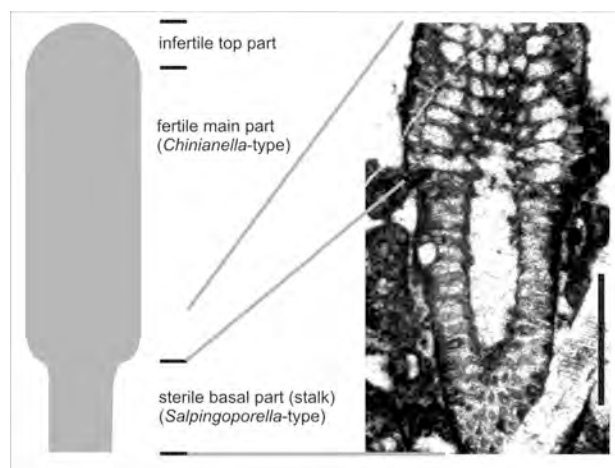 infertile top part
fertile main part
(Chinianella-type)
sterile basal part (stalk)
(Salpingoporella-type)